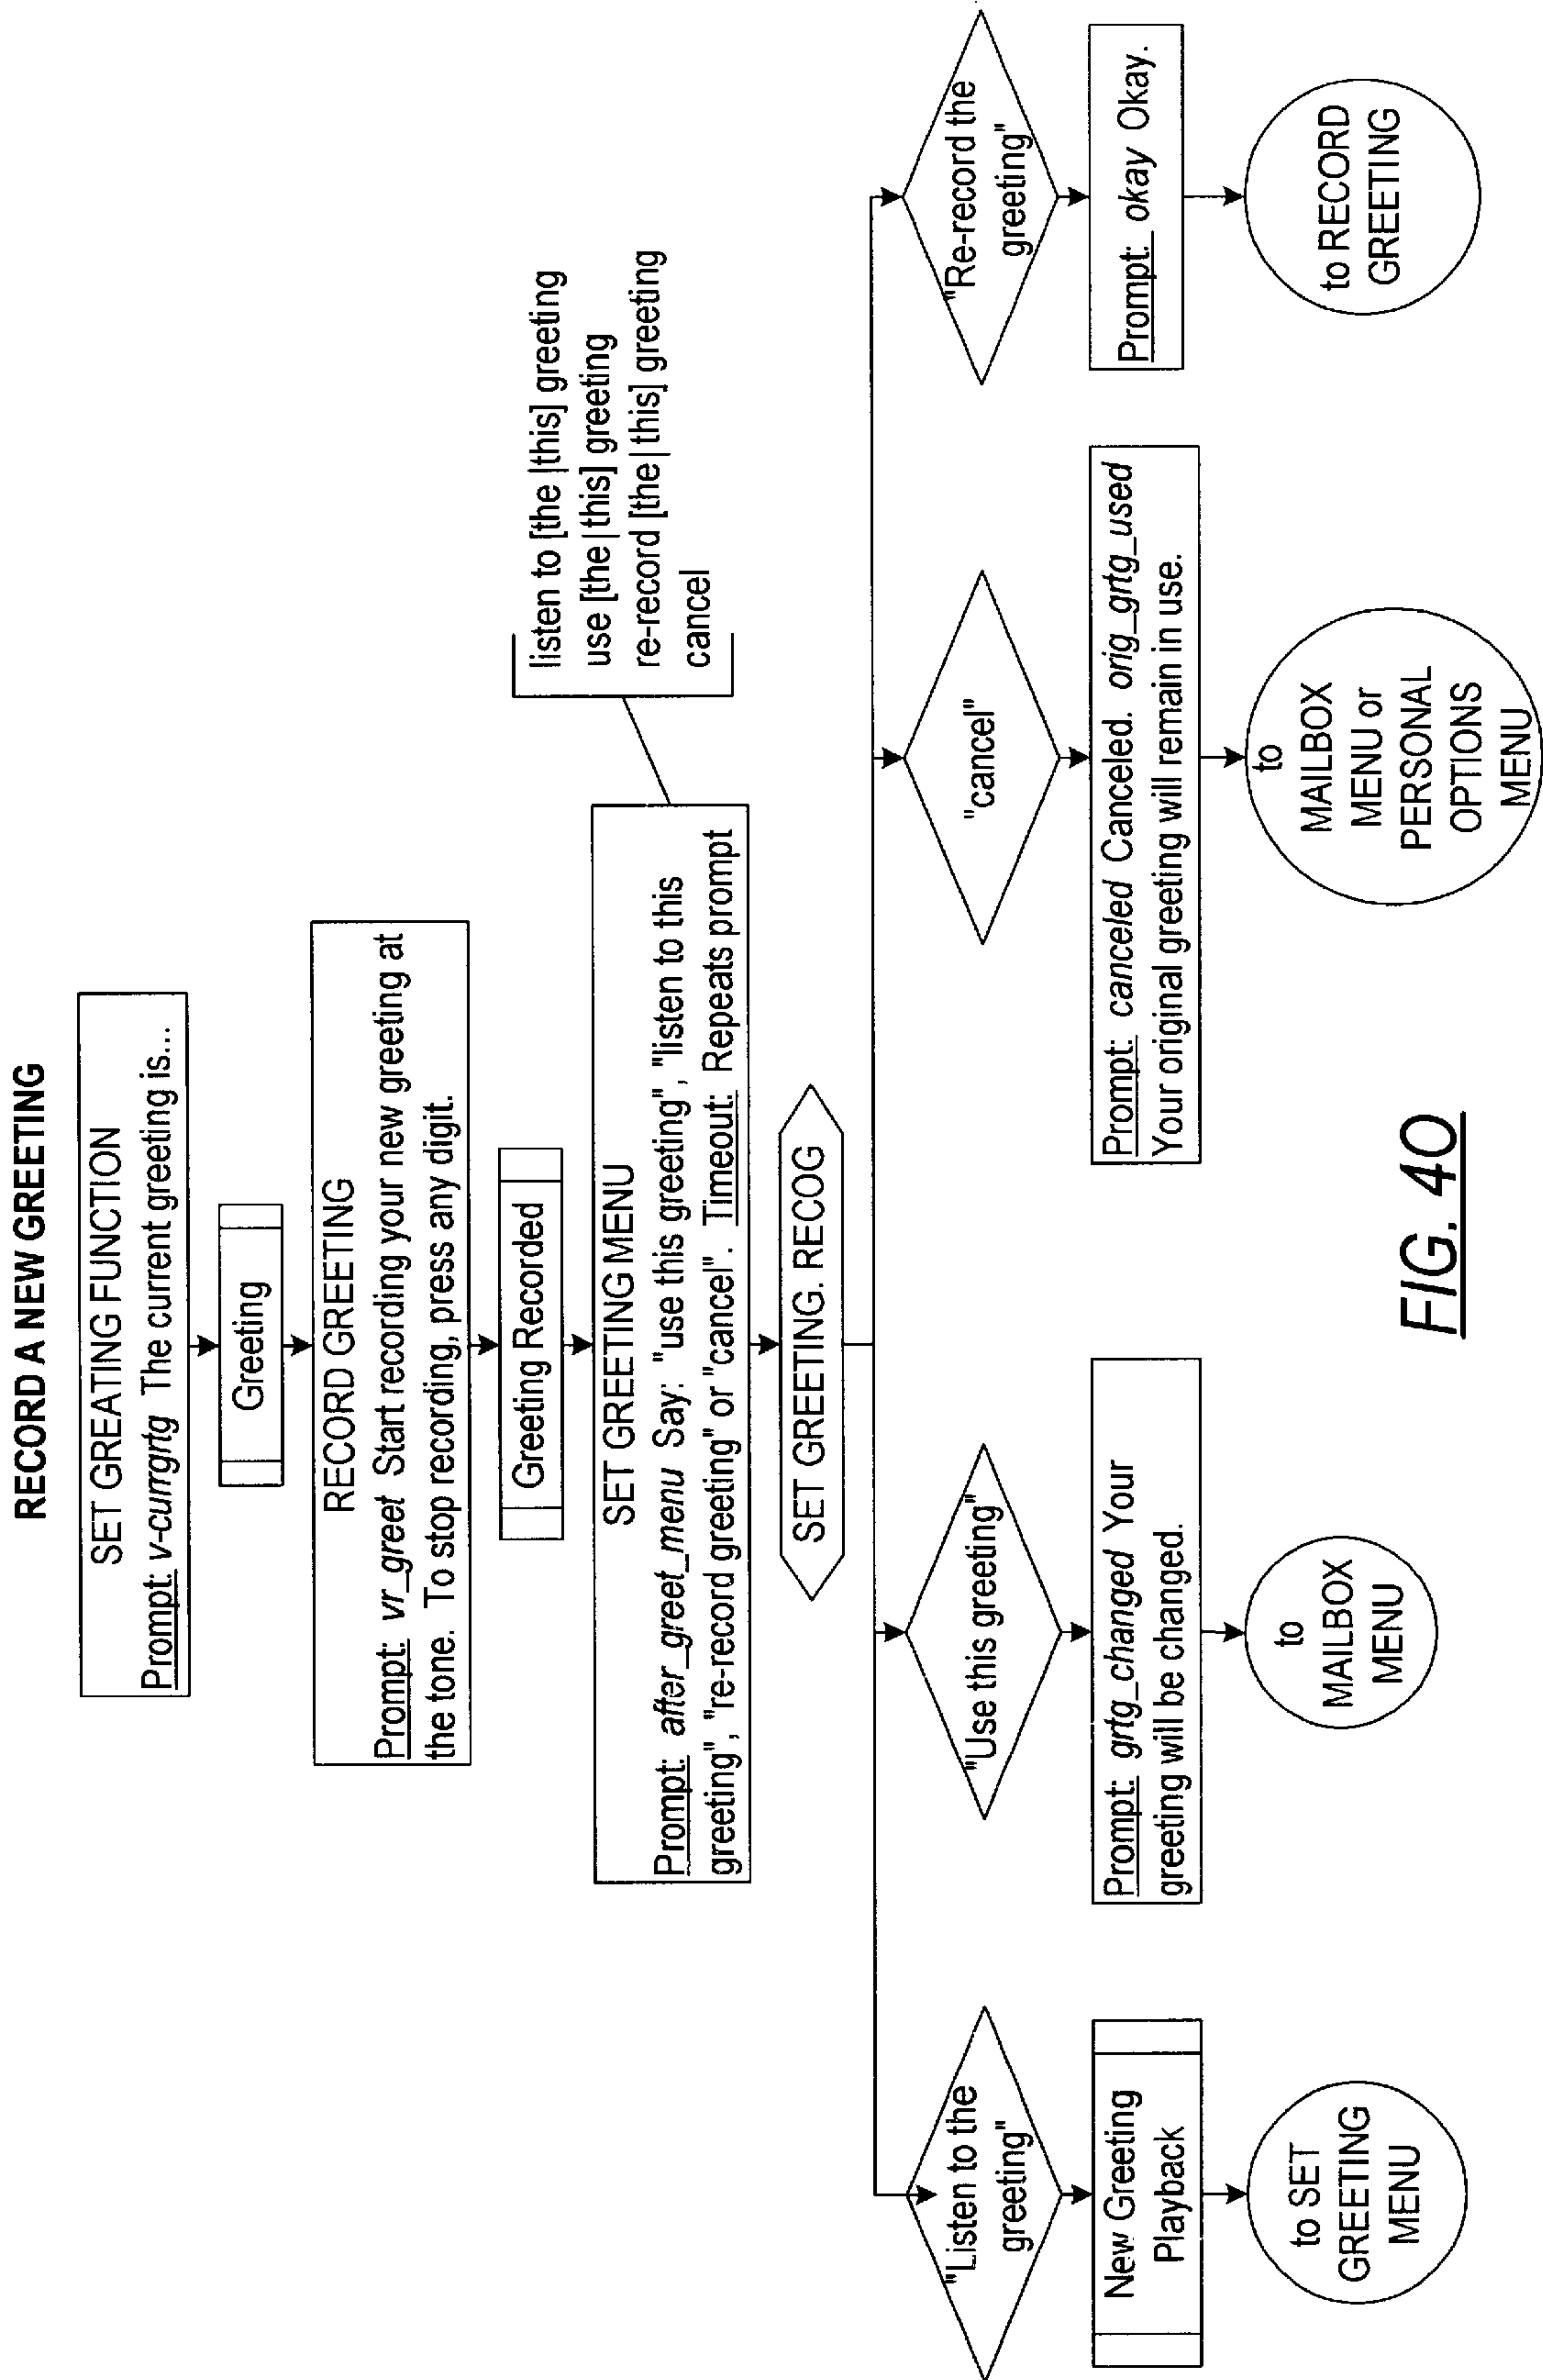 RECORD A NEW GREETING
SET GREATING FUNCTION
Prompt: v-currgrtg The current greeting is...
Greeting
RECORD GREETING
Prompt: vr_greet Start recording your new greeting at
the tone. To stop recording, press any digit.
Greeting Recorded
SET GREETING MENU
Prompt: after_greet_menu Say: "use this greeting", "listen to this
greeting", "re-record greeting" or "cancel". Timeout: Repeats prompt
listen to [the|this] greeting
use [the|this] greeting
re-record [the|this] greeting
cancel
SET GREETING. RECOG
"Listen to the
greeting"
New Greeting
Playback
to SET
GREETING
MENU
"Use this greeting"
Prompt: grtg_changed Your
greeting will be changed.
to
MAILBOX
MENU
"cancel"
Prompt: canceled Canceled. orig_grtg_used
Your original greeting will remain in use.
to
MAILBOX
MENU or
PERSONAL
OPTIONS
MENU
"Re-record the
greeting"
Prompt: okay Okay.
to RECORD
GREETING
FIG. 40